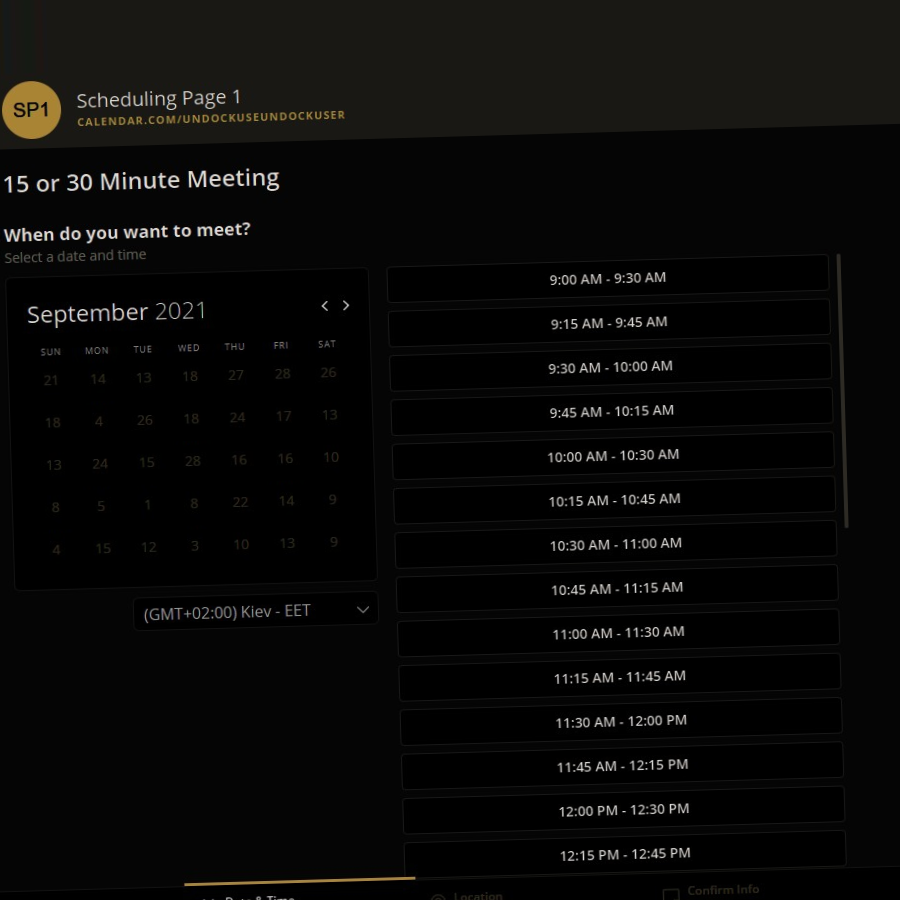 SP1
Scheduling Page 1
CALENDAR.COM/UNDOCKUSEUNDOCKUSER
15 or 30 Minute Meeting
When do you want to meet?
Select a date and time
September 2021
SUN MON TUE WED THU FRI SAT
21 14 13 18 27 28 26
18 4 26 18 24 17 13
13 24 15 28 16 16 10
8 5 1 8 22 14 9
4 15 12 3 10 13 9
(GMT+02:00) Kiev - EET
9:00 AM - 9:30 AM
9:15 AM - 9:45 AM
9:30 AM - 10:00 AM
9:45 AM - 10:15 AM
10:00 AM - 10:30 AM
10:15 AM - 10:45 AM
10:30 AM - 11:00 AM
10:45 AM - 11:15 AM
11:00 AM - 11:30 AM
11:15 AM - 11:45 AM
11:30 AM - 12:00 PM
11:45 AM - 12:15 PM
12:00 PM - 12:30 PM
12:15 PM - 12:45 PM
Date & Time
Location
Confirm Info